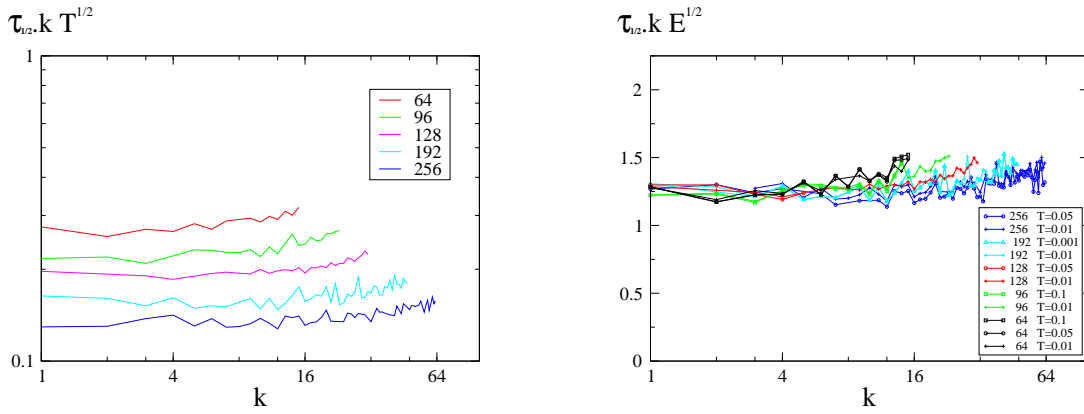 τ1/2.k T1/2
1
0.1
1
4
16
64
k
64
96
128
192
256
τ1/2.k E1/2
2
1.5
1
0.5
0
1
4
16
64
k
256 T=0.05
256 T=0.01
192 T=0.001
192 T=0.01
128 T=0.05
128 T=0.01
96 T=0.1
96 T=0.01
64 T=0.1
64 T=0.05
64 T=0.01